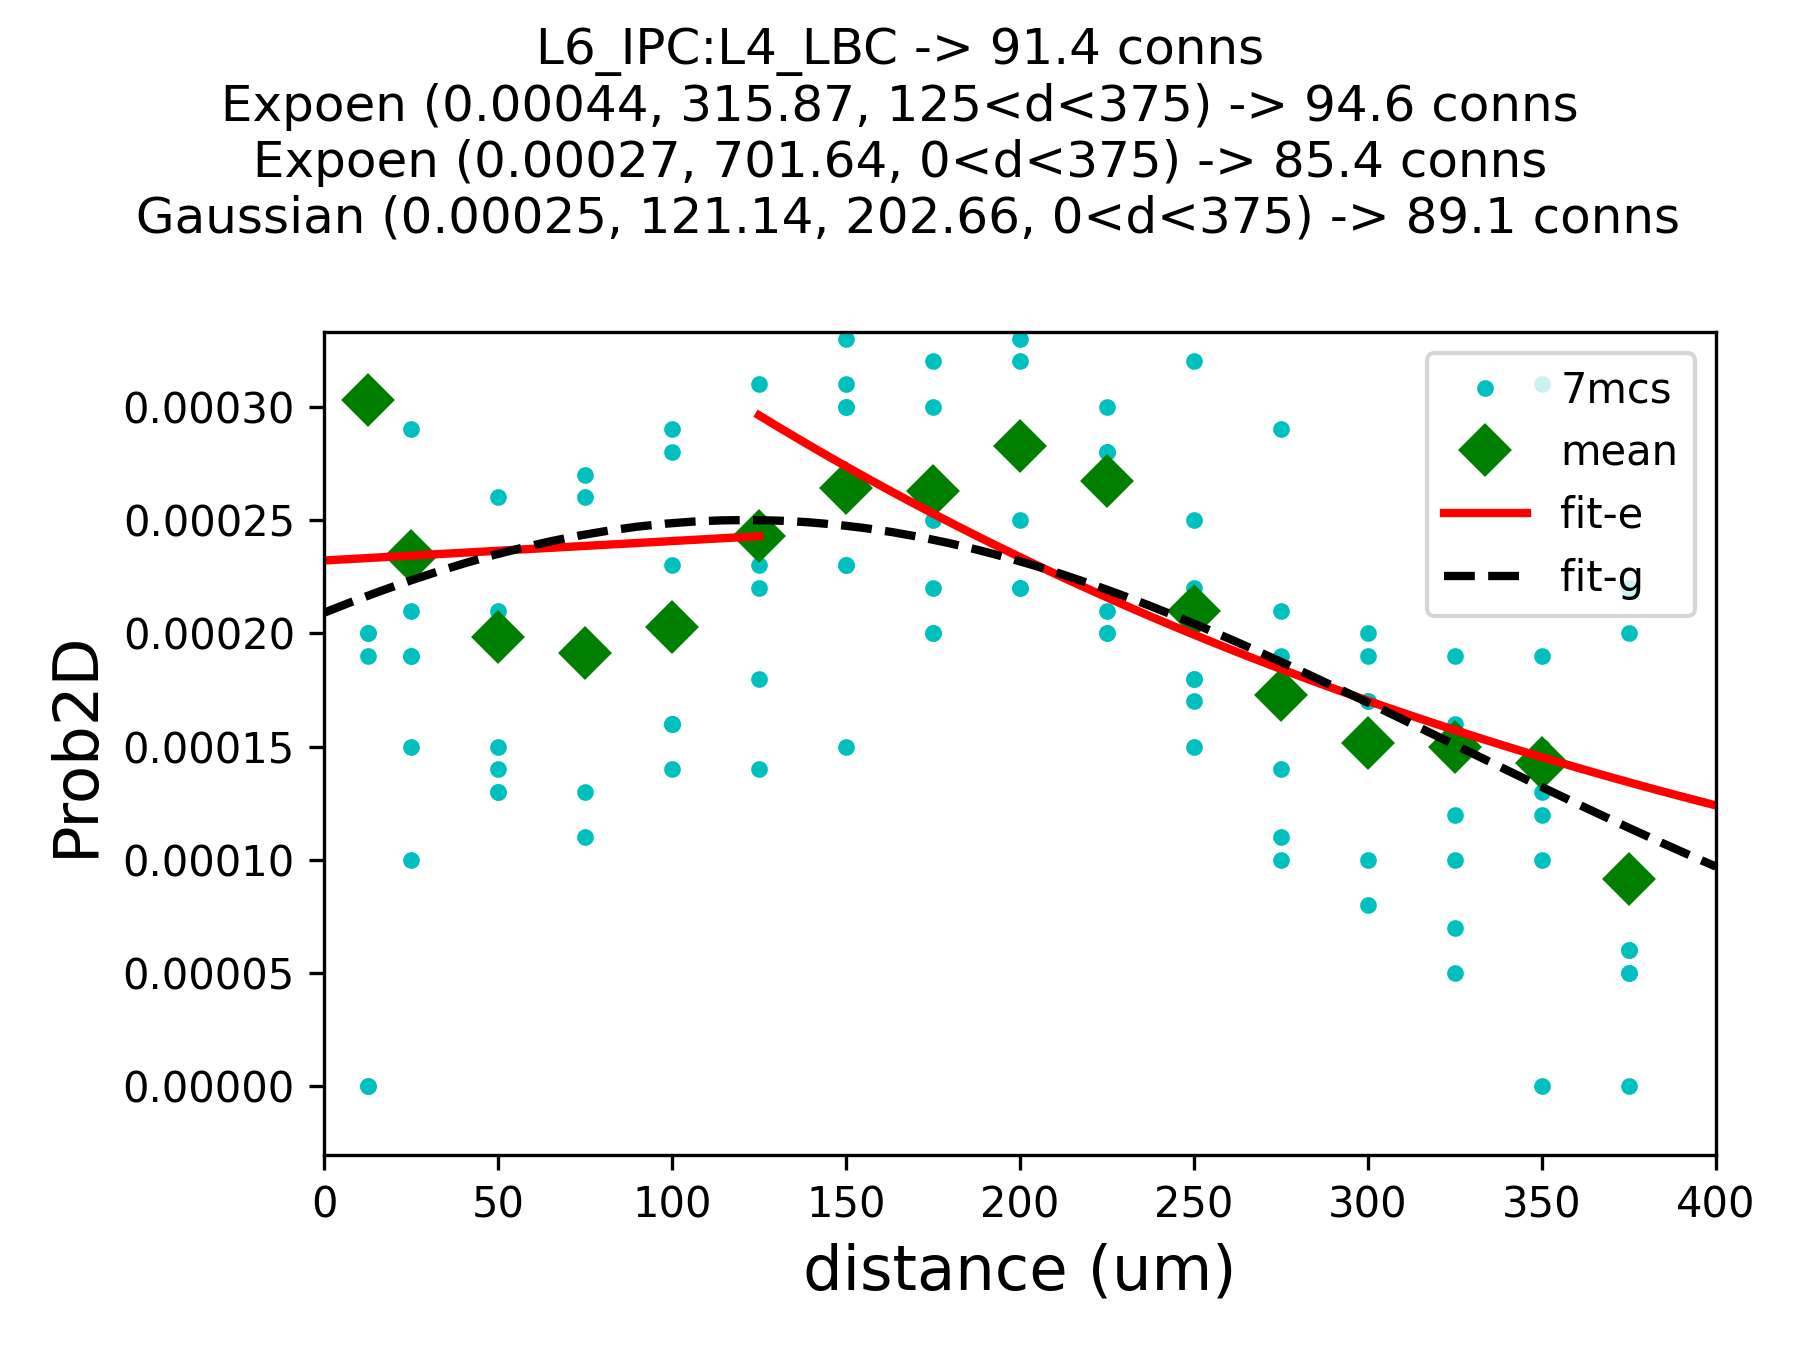 L6_IPC:L4_LBC -> 91.4 conns
Expoen (0.00044, 315.87, 125<d<375) -> 94.6 conns
Expoen (0.00027, 701.64, 0<d<375) -> 85.4 conns
Gaussian (0.00025, 121.14, 202.66, 0<d<375) -> 89.1 conns
7mcs
mean
fit-e
fit-g
Prob2D
0.00030
0.00025
0.00020
0.00015
0.00010
0.00005
0.00000
0 50 100 150 200 250 300 350 400
distance (um)